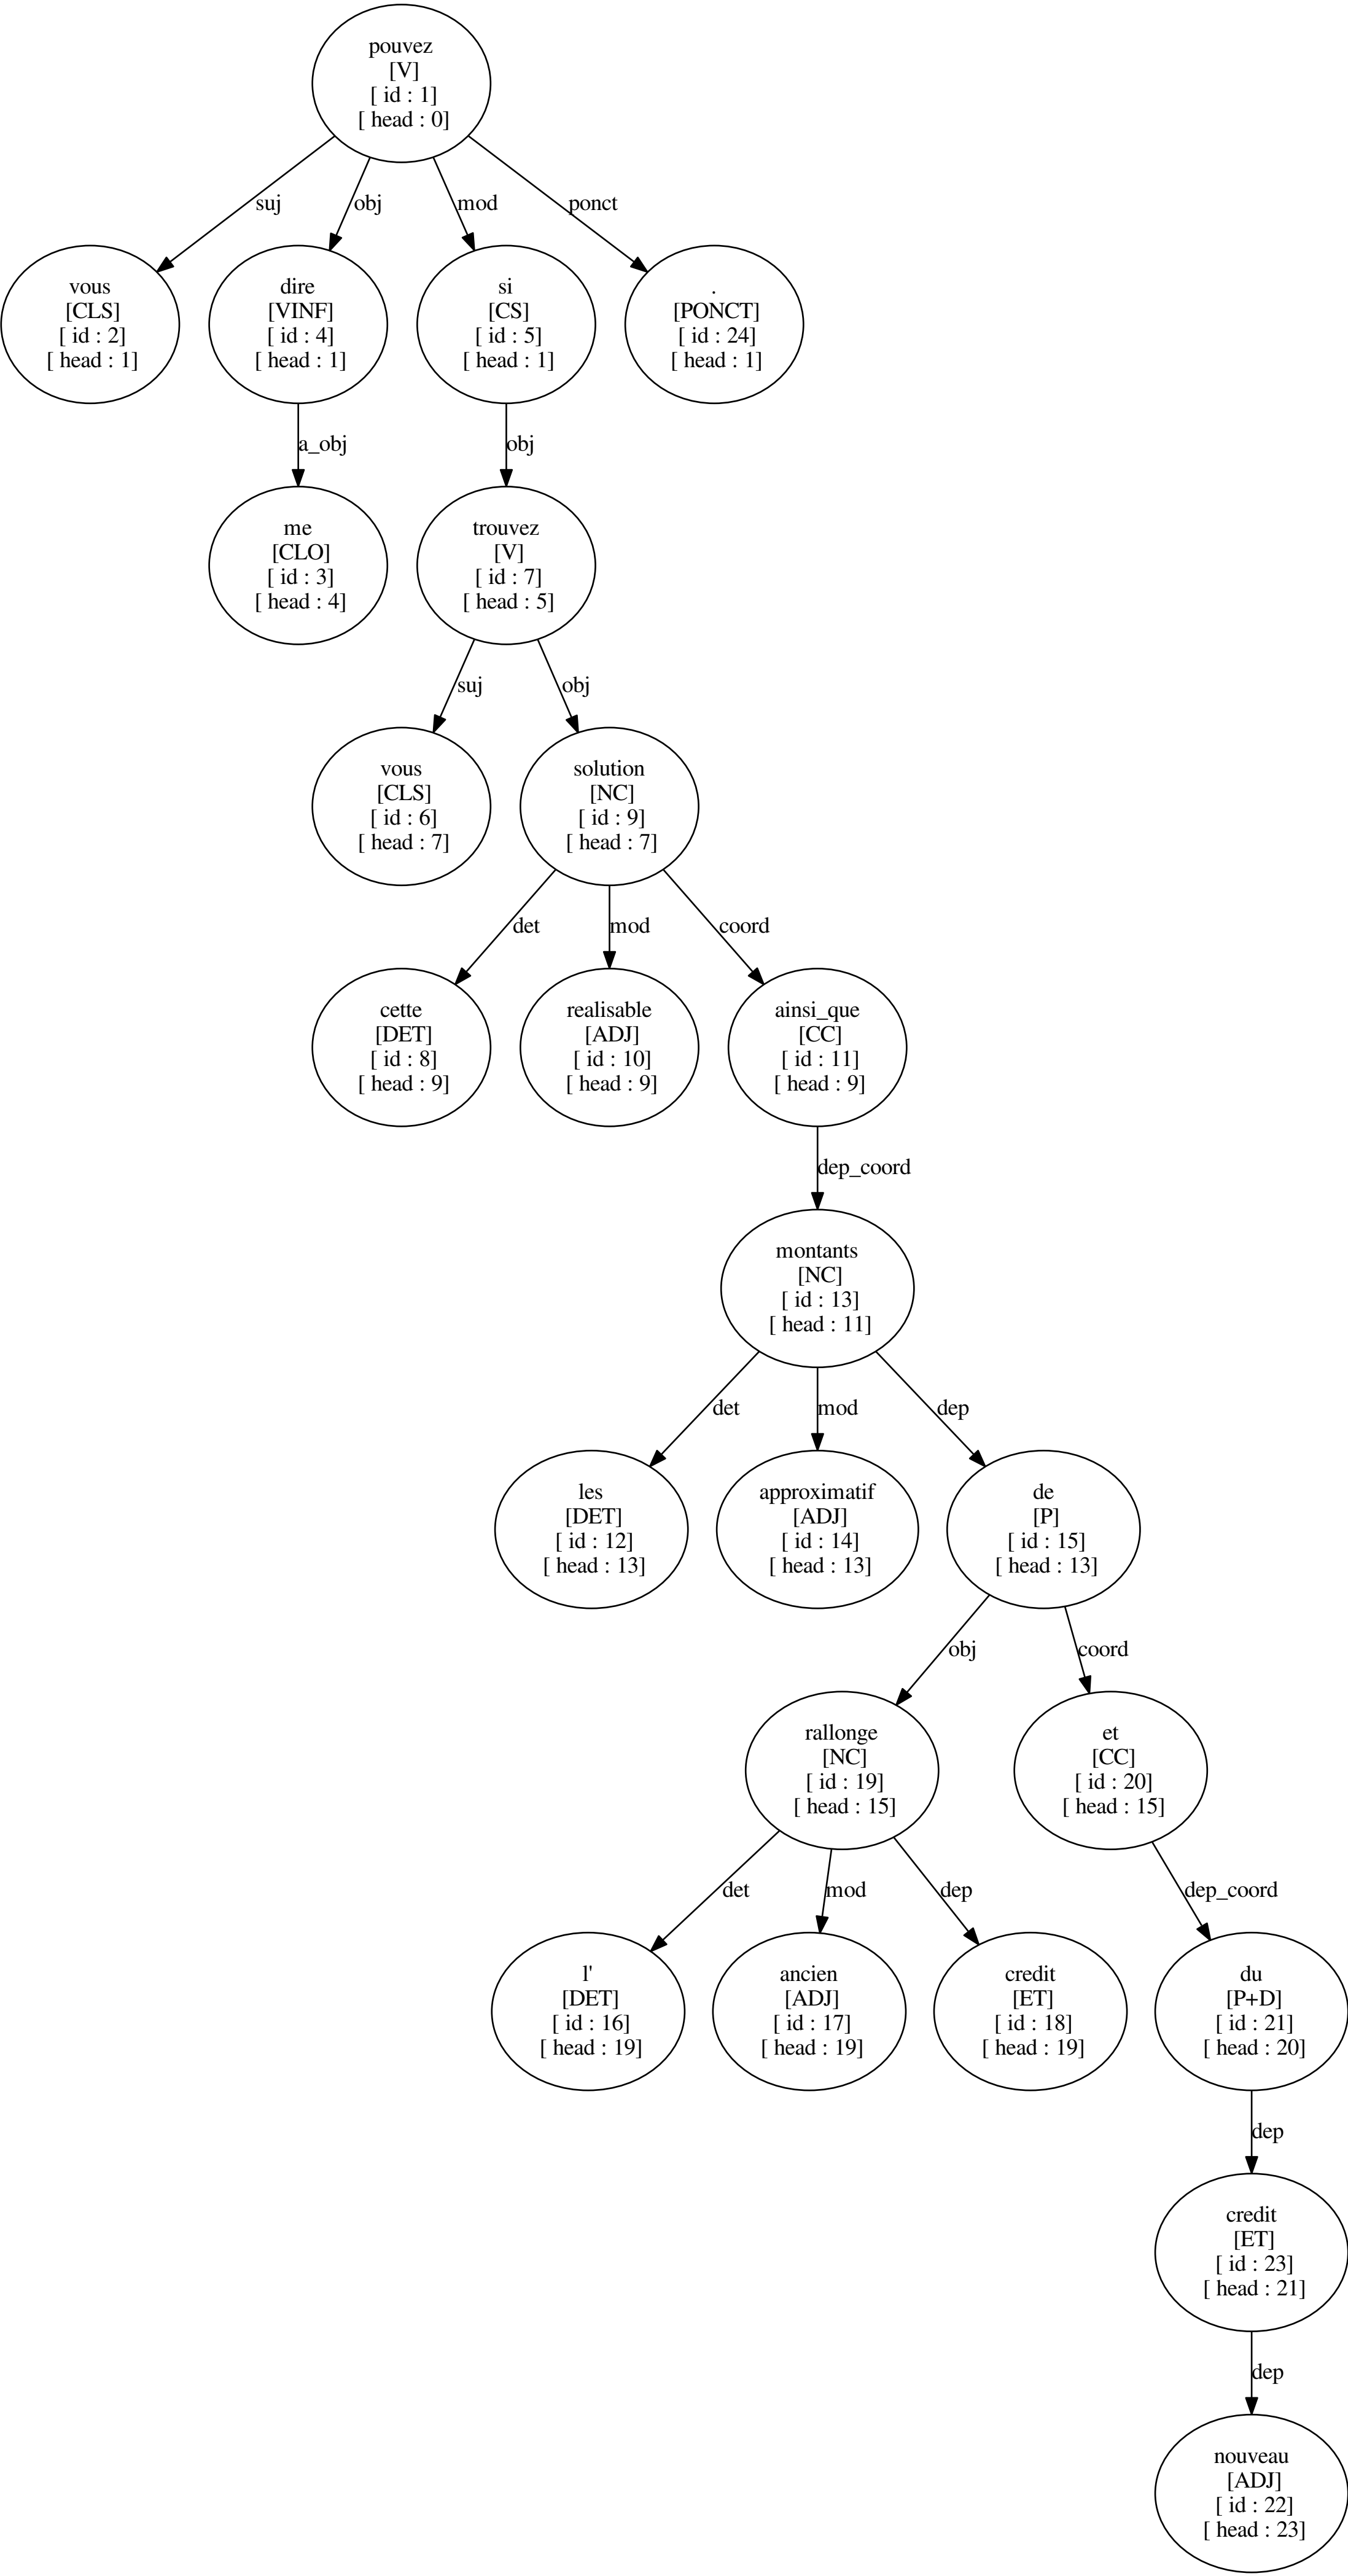 pouvez
[V]
[ id : 1]
[ head : 0]
suj
obj
mod
ponct
vous
[CLS]
[ id : 2]
[ head : 1]
dire
[VINF]
[ id : 4]
[ head : 1]
si
[CS]
[ id : 5]
[ head : 1]
.
[PONCT]
[ id : 24]
[ head : 1]
a_obj
obj
me
[CLO]
[ id : 3]
[ head : 4]
trouvez
[V]
[ id : 7]
[ head : 5]
suj
obj
vous
[CLS]
[ id : 6]
[ head : 7]
solution
[NC]
[ id : 9]
[ head : 7]
det
mod
coord
cette
[DET]
[ id : 8]
[ head : 9]
realisable
[ADJ]
[ id : 10]
[ head : 9]
ainsi_que
[CC]
[ id : 11]
[ head : 9]
dep_coord
montants
[NC]
[ id : 13]
[ head : 11]
det
mod
dep
les
[DET]
[ id : 12]
[ head : 13]
approximatif
[ADJ]
[ id : 14]
[ head : 13]
de
[P]
[ id : 15]
[ head : 13]
obj
coord
rallonge
[NC]
[ id : 19]
[ head : 15]
et
[CC]
[ id : 20]
[ head : 15]
det
mod
dep
dep_coord
l'
[DET]
[ id : 16]
[ head : 19]
ancien
[ADJ]
[ id : 17]
[ head : 19]
credit
[ET]
[ id : 18]
[ head : 19]
du
[P+D]
[ id : 21]
[ head : 20]
dep
credit
[ET]
[ id : 23]
[ head : 21]
dep
nouveau
[ADJ]
[ id : 22]
[ head : 23]